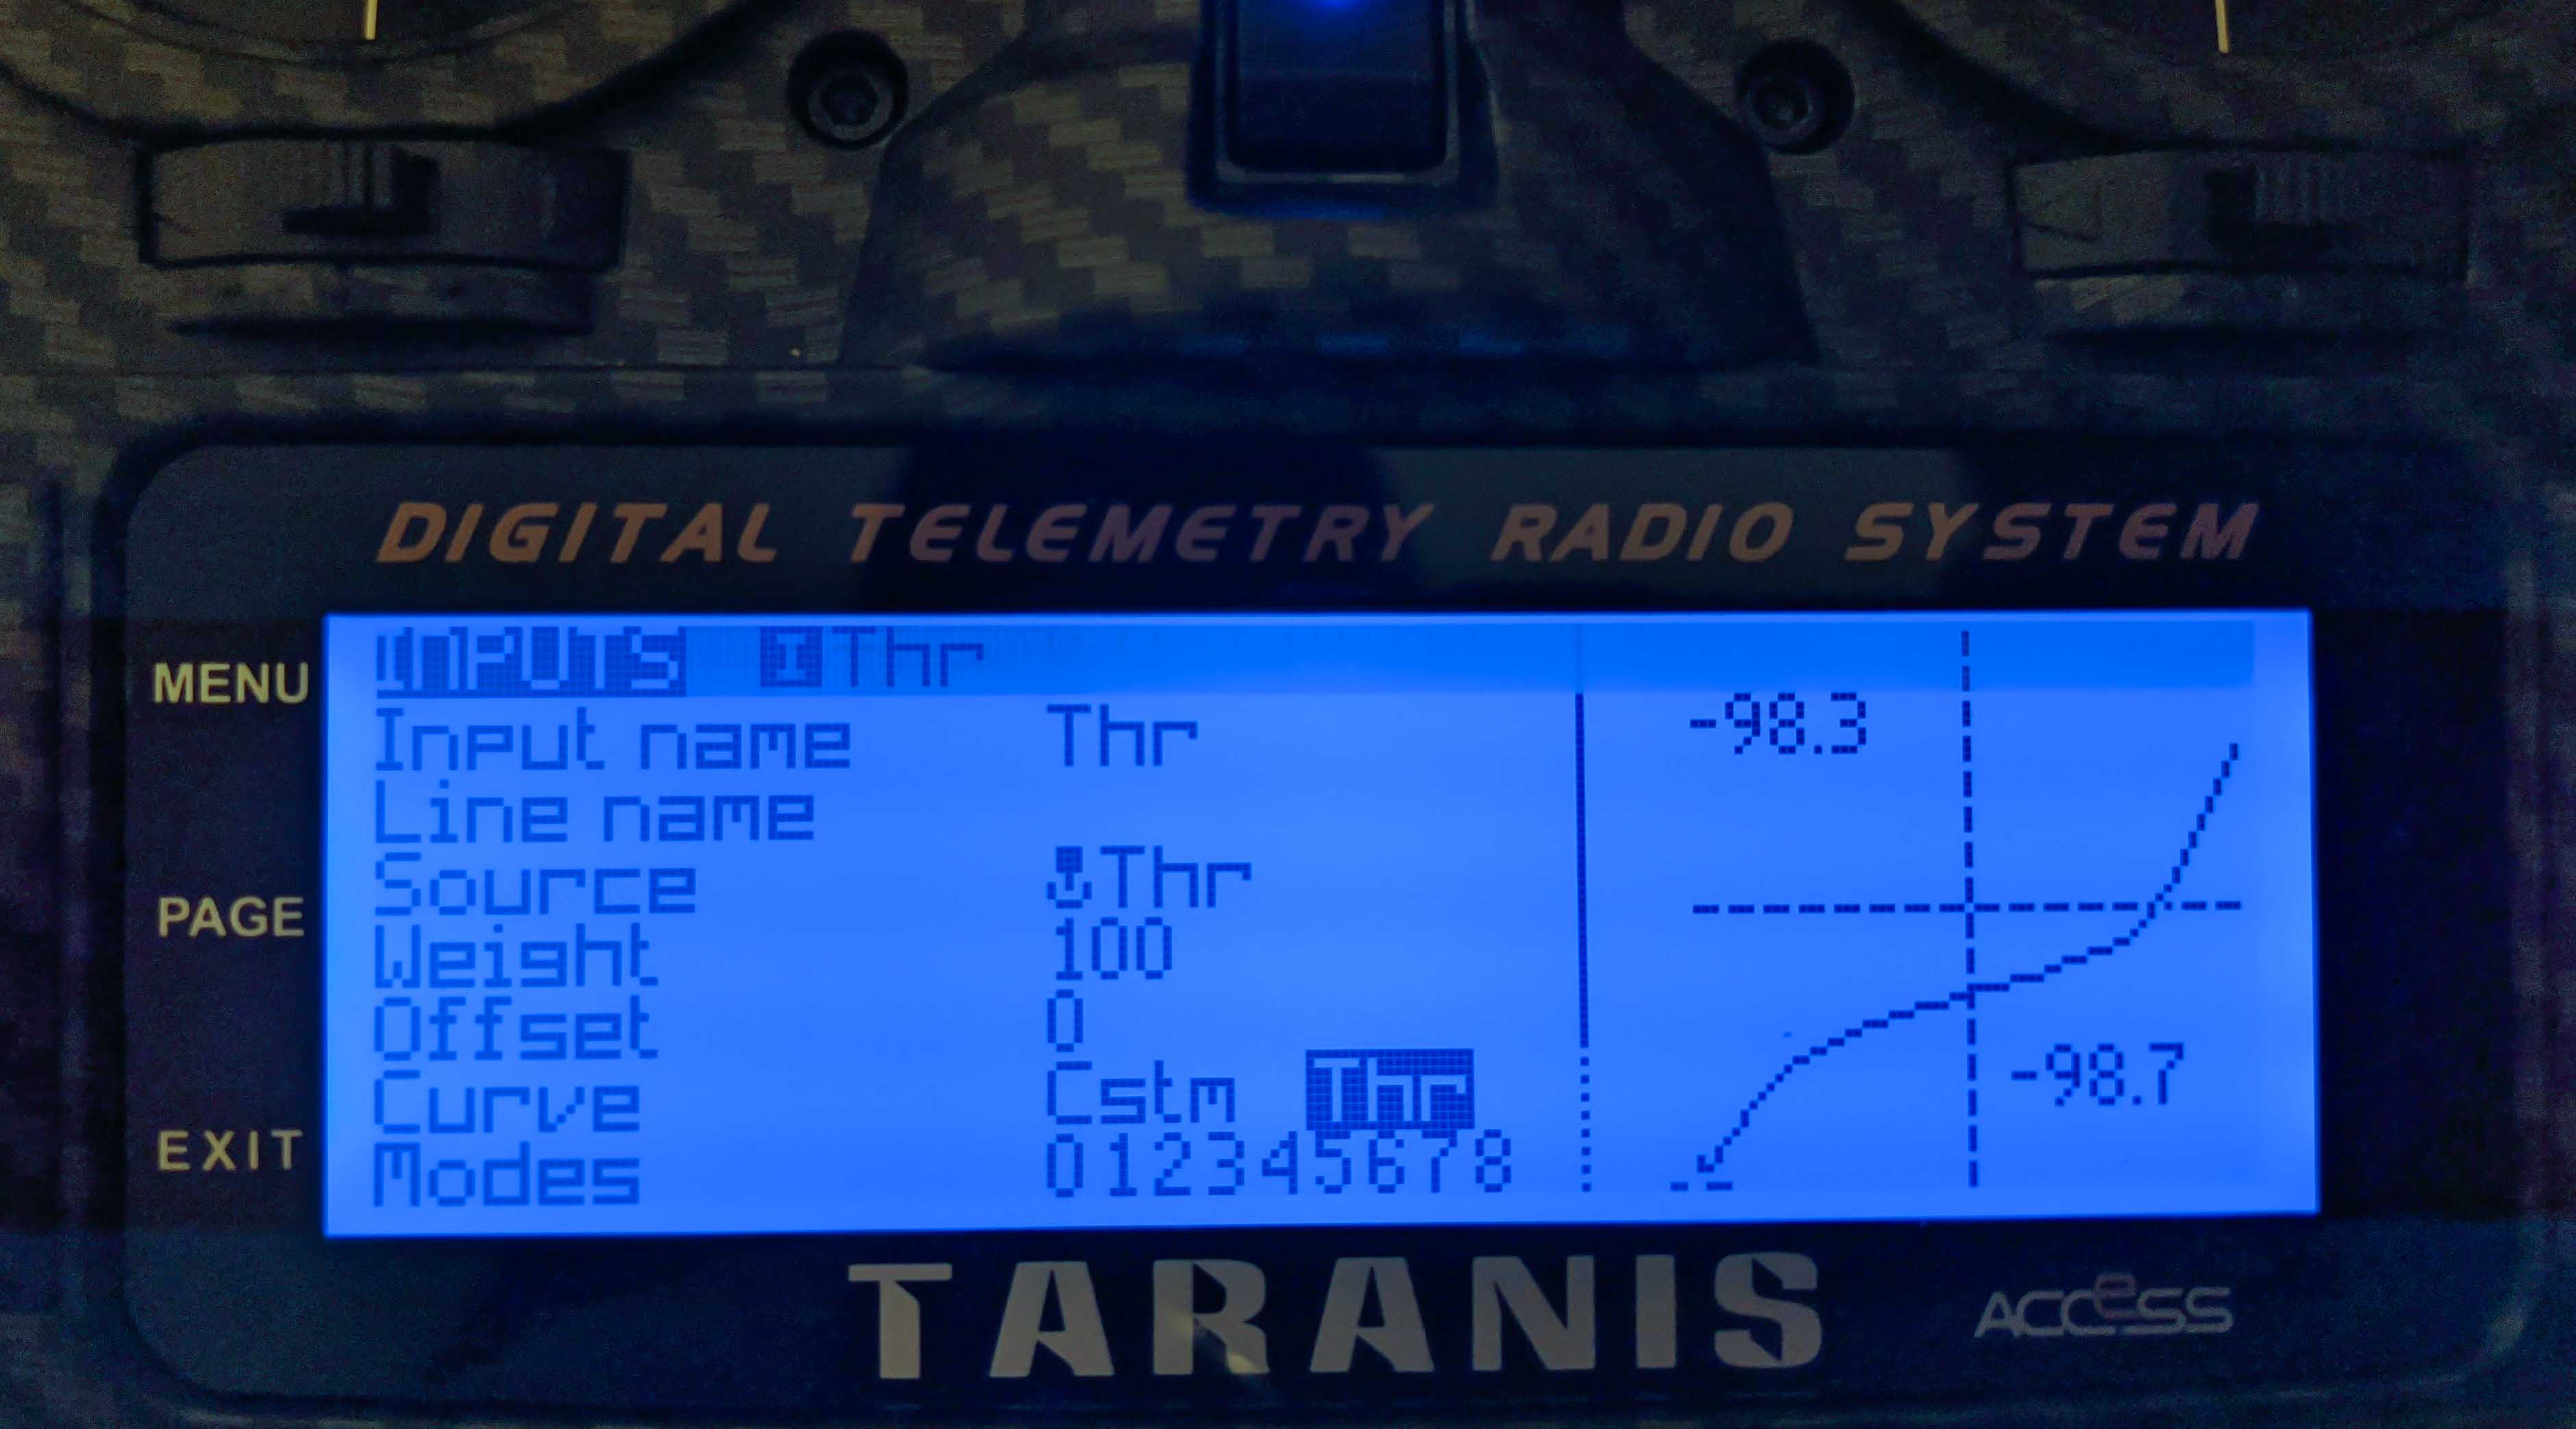 DIGITAL TELEMETRY RADIO SYSTEM
MENU
PAGE
EXIT
INPUTS I Thr
Input name Thr
Line name
Source Thr
Weight 100
Offset 0
Curve Cstm Thr
Modes 012345678
-98.3
-98.7
TARANIS
ACCeSS